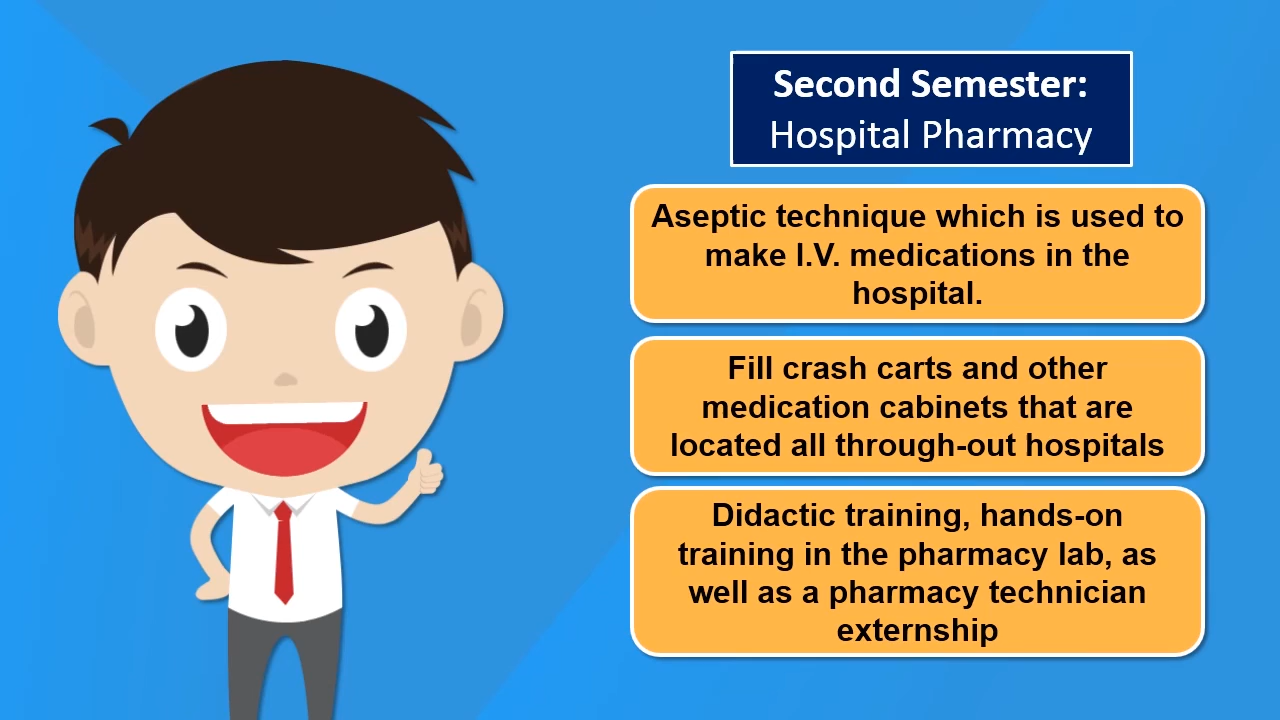 Second Semester:
Hospital Pharmacy
Aseptic technique which is used to
make I.V. medications in the
hospital.
Fill crash carts and other
medication cabinets that are
located all through-out hospitals
Didactic training, hands-on
training in the pharmacy lab, as
well as a pharmacy technician
externship